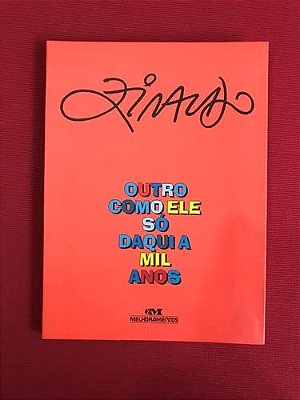 ZIRALDO
OUTRO
COMO ELE
SÓ
DAQUI A
MIL
ANOS
MELHORAMENTOS